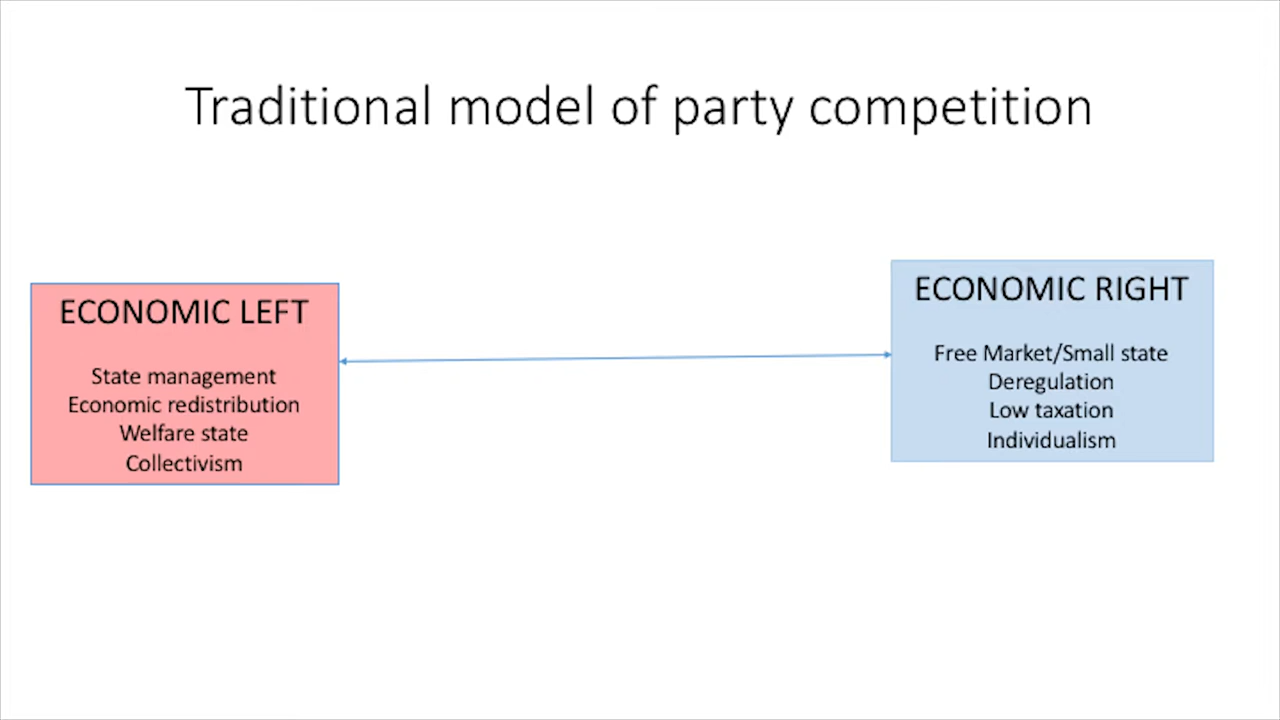 Traditional model of party competition
ECONOMIC LEFT
State management
Economic redistribution
Welfare state
Collectivism
ECONOMIC RIGHT
Free Market/Small state
Deregulation
Low taxation
Individualism